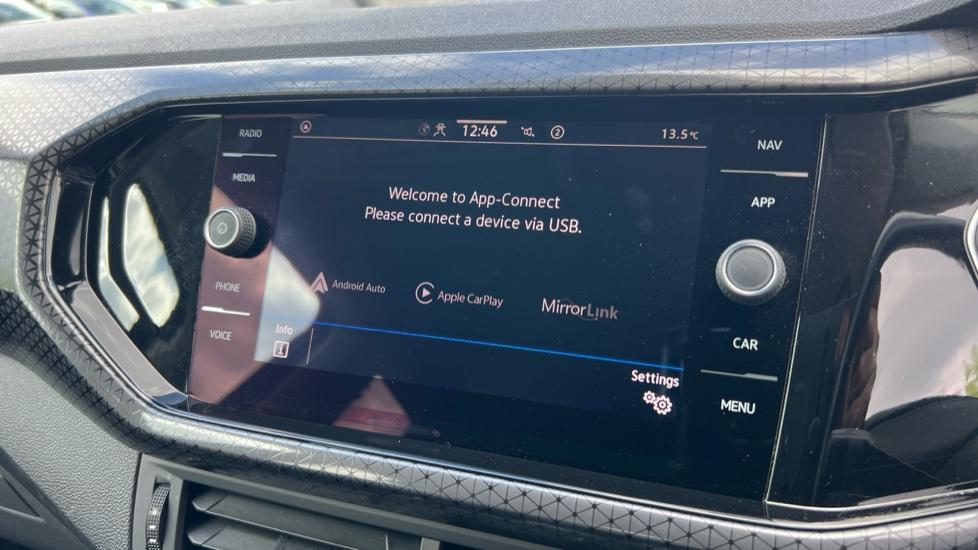 RADIO
MEDIA
PHONE
VOICE
12:46
2
13.5°C
Welcome to App-Connect
Please connect a device via USB.
Android Auto
Apple CarPlay
MirrorLink
Info
i
Settings
NAV
APP
CAR
MENU